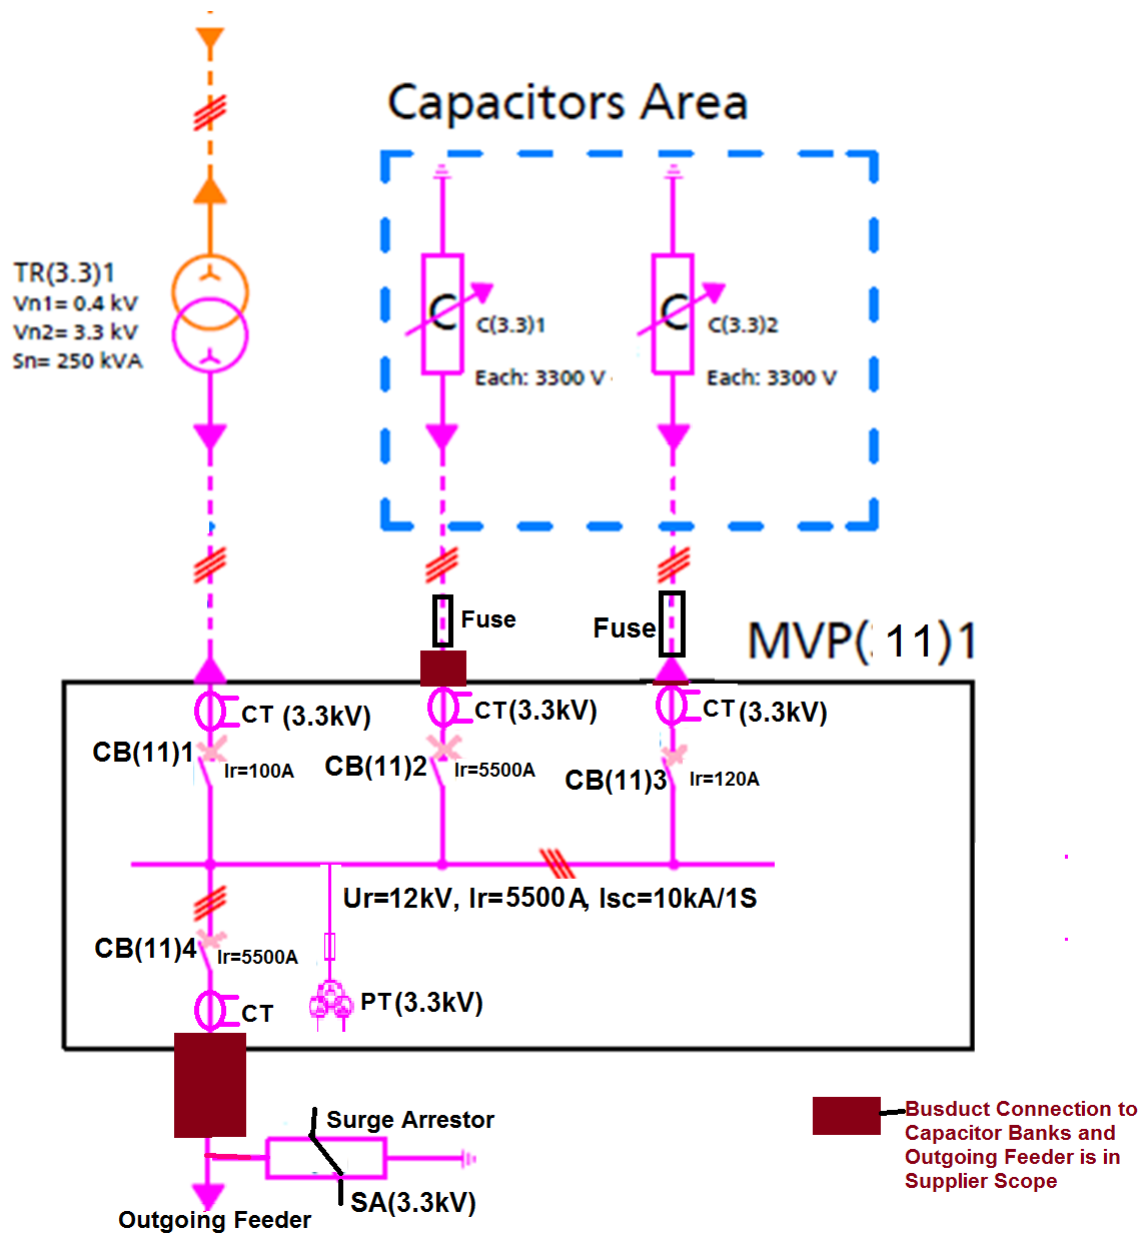 Capacitors Area
TR(3.3)1
Vn1= 0.4 kV
Vn2= 3.3 kV
Sn= 250 kVA
C
C(3.3)1
Each: 3300 V
C
C(3.3)2
Each: 3300 V
Fuse
Fuse
MVP( 11)1
CT (3.3kV)
CT(3.3kV)
CT(3.3kV)
CB(11)1
Ir=100A
CB(11)2
Ir=5500A
CB(11)3
Ir=120A
Ur=12kV, Ir=5500A, Isc=10kA/1S
CB(11)4
Ir=5500A
CT
PT(3.3kV)
Surge Arrestor
SA(3.3kV)
Outgoing Feeder
Busduct Connection to
Capacitor Banks and
Outgoing Feeder is in
Supplier Scope